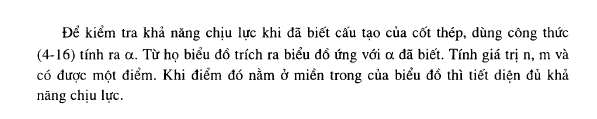 Để kiểm tra khả năng chịu lực khi đã biết cấu tạo của cốt thép, dùng công thức
(4-16) tính ra α. Từ họ biểu đồ trích ra biểu đồ ứng với α đã biết. Tính giá trị n, m và
có được một điểm. Khi điểm đó nằm ở miền trong của biểu đồ thì tiết diện đủ khả
năng chịu lực.